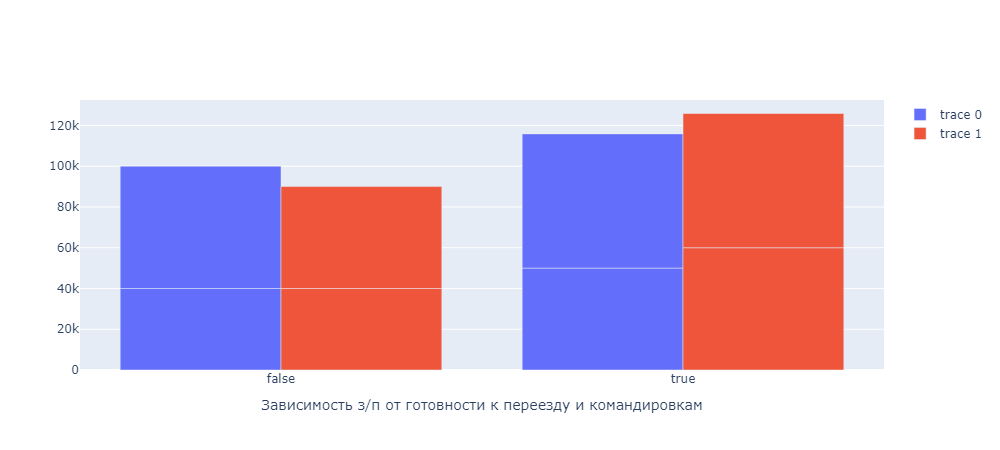 120k
100k
80k
60k
40k
20k
0
false
true
Зависимость з/п от готовности к переезду и командировкам
trace 0
trace 1